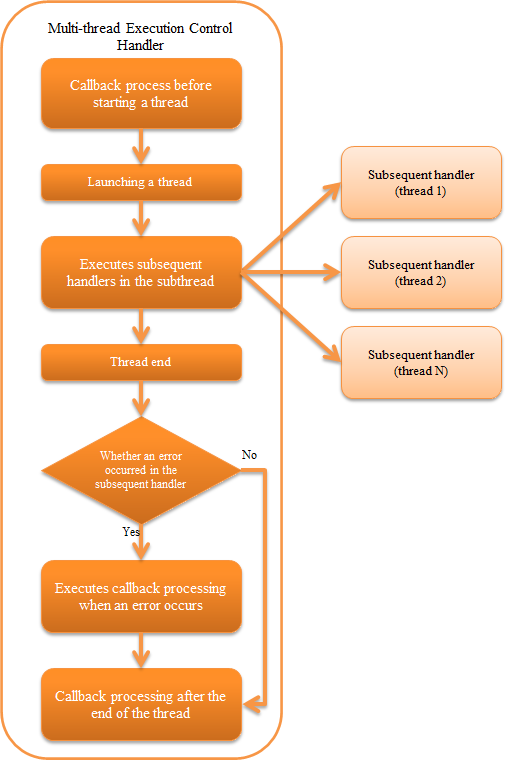 Multi-thread Execution Control
Handler
Callback process before
starting a thread
Launching a thread
Executes subsequent
handlers in the subthread
Subsequent handler
(thread 1)
Subsequent handler
(thread 2)
Subsequent handler
(thread N)
Thread end
Whether an error
occurred in the
subsequent handler
No
Yes
Executes callback processing
when an error occurs
Callback processing after the
end of the thread